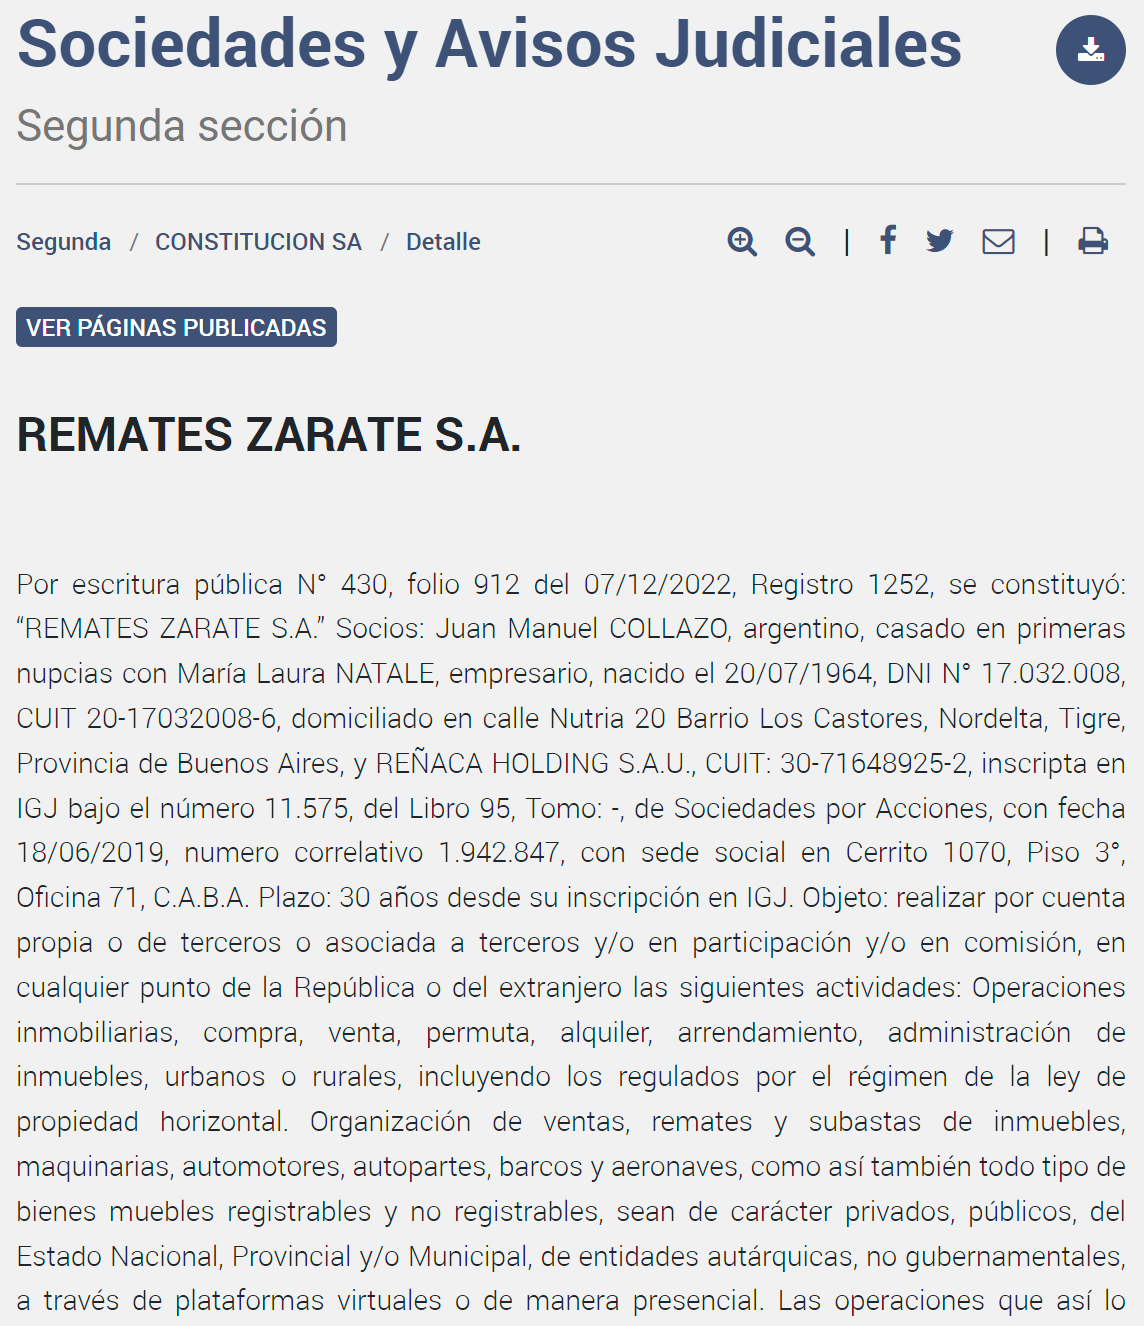 Sociedades y Avisos Judiciales
Segunda sección
Segunda / CONSTITUCION SA / Detalle
VER PÁGINAS PUBLICADAS
REMATES ZARATE S.A.
Por escritura pública N° 430, folio 912 del 07/12/2022, Registro 1252, se constituyó:
“REMATES ZARATE S.A.” Socios: Juan Manuel COLLAZO, argentino, casado en primeras
nupcias con María Laura NATALE, empresario, nacido el 20/07/1964, DNI N° 17.032.008,
CUIT 20-17032008-6, domiciliado en calle Nutria 20 Barrio Los Castores, Nordelta, Tigre,
Provincia de Buenos Aires, y REÑACA HOLDING S.A.U., CUIT: 30-71648925-2, inscripta en
IGJ bajo el número 11.575, del Libro 95, Tomo: -, de Sociedades por Acciones, con fecha
18/06/2019, numero correlativo 1.942.847, con sede social en Cerrito 1070, Piso 3°,
Oficina 71, C.A.B.A. Plazo: 30 años desde su inscripción en IGJ. Objeto: realizar por cuenta
propia o de terceros o asociada a terceros y/o en participación y/o en comisión, en
cualquier punto de la República o del extranjero las siguientes actividades: Operaciones
inmobiliarias, compra, venta, permuta, alquiler, arrendamiento, administración de
inmuebles, urbanos o rurales, incluyendo los regulados por el régimen de la ley de
propiedad horizontal. Organización de ventas, remates y subastas de inmuebles,
maquinarias, automotores, autopartes, barcos y aeronaves, como así también todo tipo de
bienes muebles registrables y no registrables, sean de carácter privados, públicos, del
Estado Nacional, Provincial y/o Municipal, de entidades autárquicas, no gubernamentales,
a través de plataformas virtuales o de manera presencial. Las operaciones que así lo